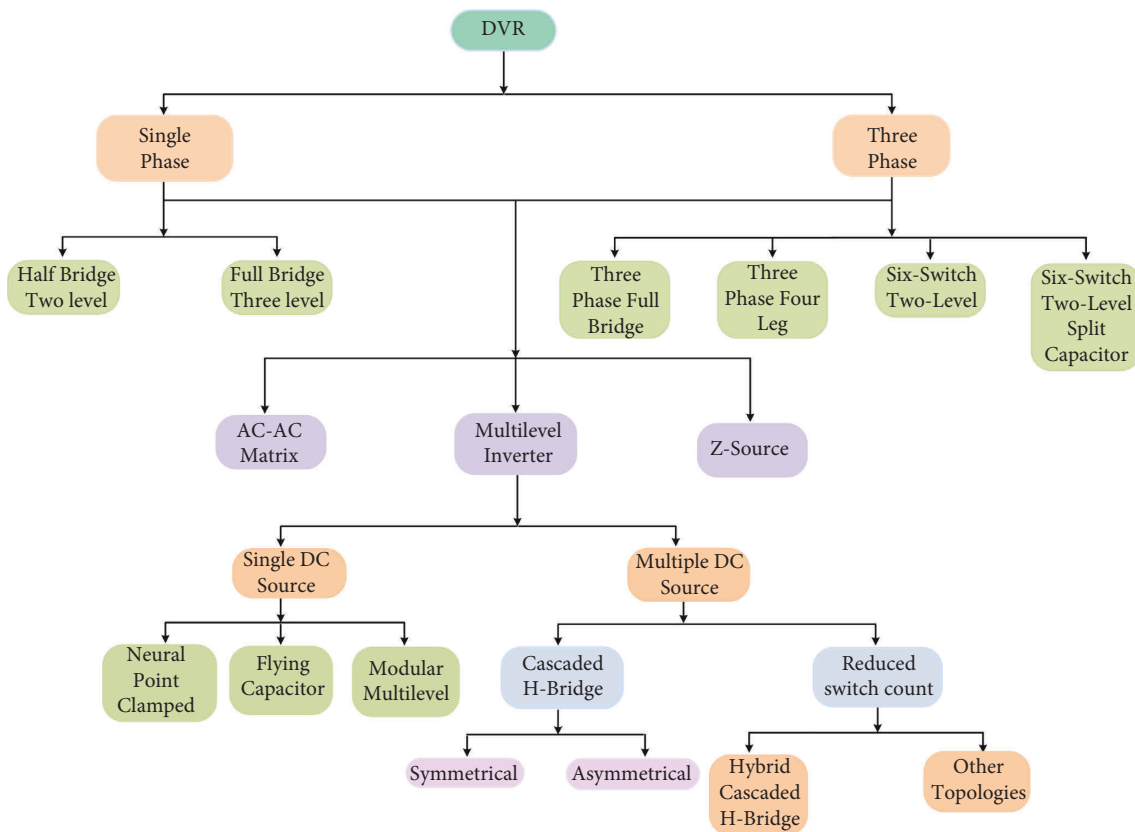 DVR
Single
Phase
Three
Phase
Half Bridge
Two level
Full Bridge
Three level
Three
Phase Full
Bridge
Three
Phase Four
Leg
Six-Switch
Two-Level
Six-Switch
Two-Level
Split
Capacitor
AC-AC
Matrix
Multilevel
Inverter
Z-Source
Single DC
Source
Multiple DC
Source
Neural
Point
Clamped
Flying
Capacitor
Modular
Multilevel
Cascaded
H-Bridge
Reduced
switch count
Symmetrical
Asymmetrical
Hybrid
Cascaded
H-Bridge
Other
Topologies